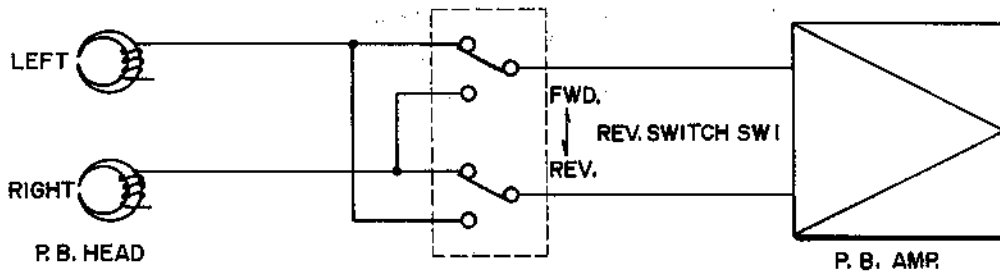 LEFT
FWD.
REV. SWITCH SW1
REV.
RIGHT
P. B. HEAD
P. B. AMP.